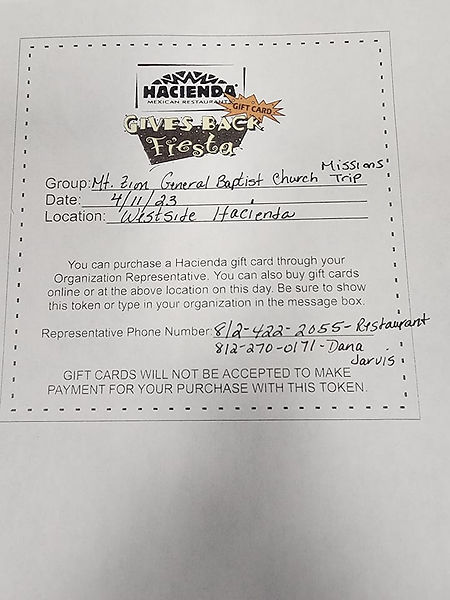 HACIENDA®
MEXICAN RESTAURANTS
GIFT CARD
GIVES BACK
Fiesta
Group: Mt. Zion General Baptist Church Missions Trip
Date: 4/11/23
Location: Westside Hacienda
You can purchase a Hacienda gift card through your
Organization Representative. You can also buy gift cards
online or at the above location on this day. Be sure to show
this token or type in your organization in the message box.
Representative Phone Number: 812-422-2055-Restaurant
812-270-0171-Dana
Jarvis
GIFT CARDS WILL NOT BE ACCEPTED TO MAKE
PAYMENT FOR YOUR PURCHASE WITH THIS TOKEN.